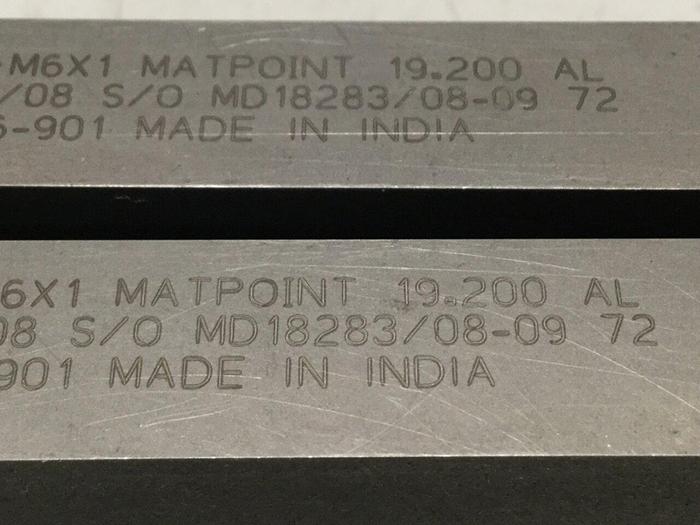 M6X1 MATPOINT 19.200 AL
/08 S/O MD18283/08-09 72
-901 MADE IN INDIA
6X1 MATPOINT 19.200 AL
08 S/O MD18283/08-09 72
901 MADE IN INDIA